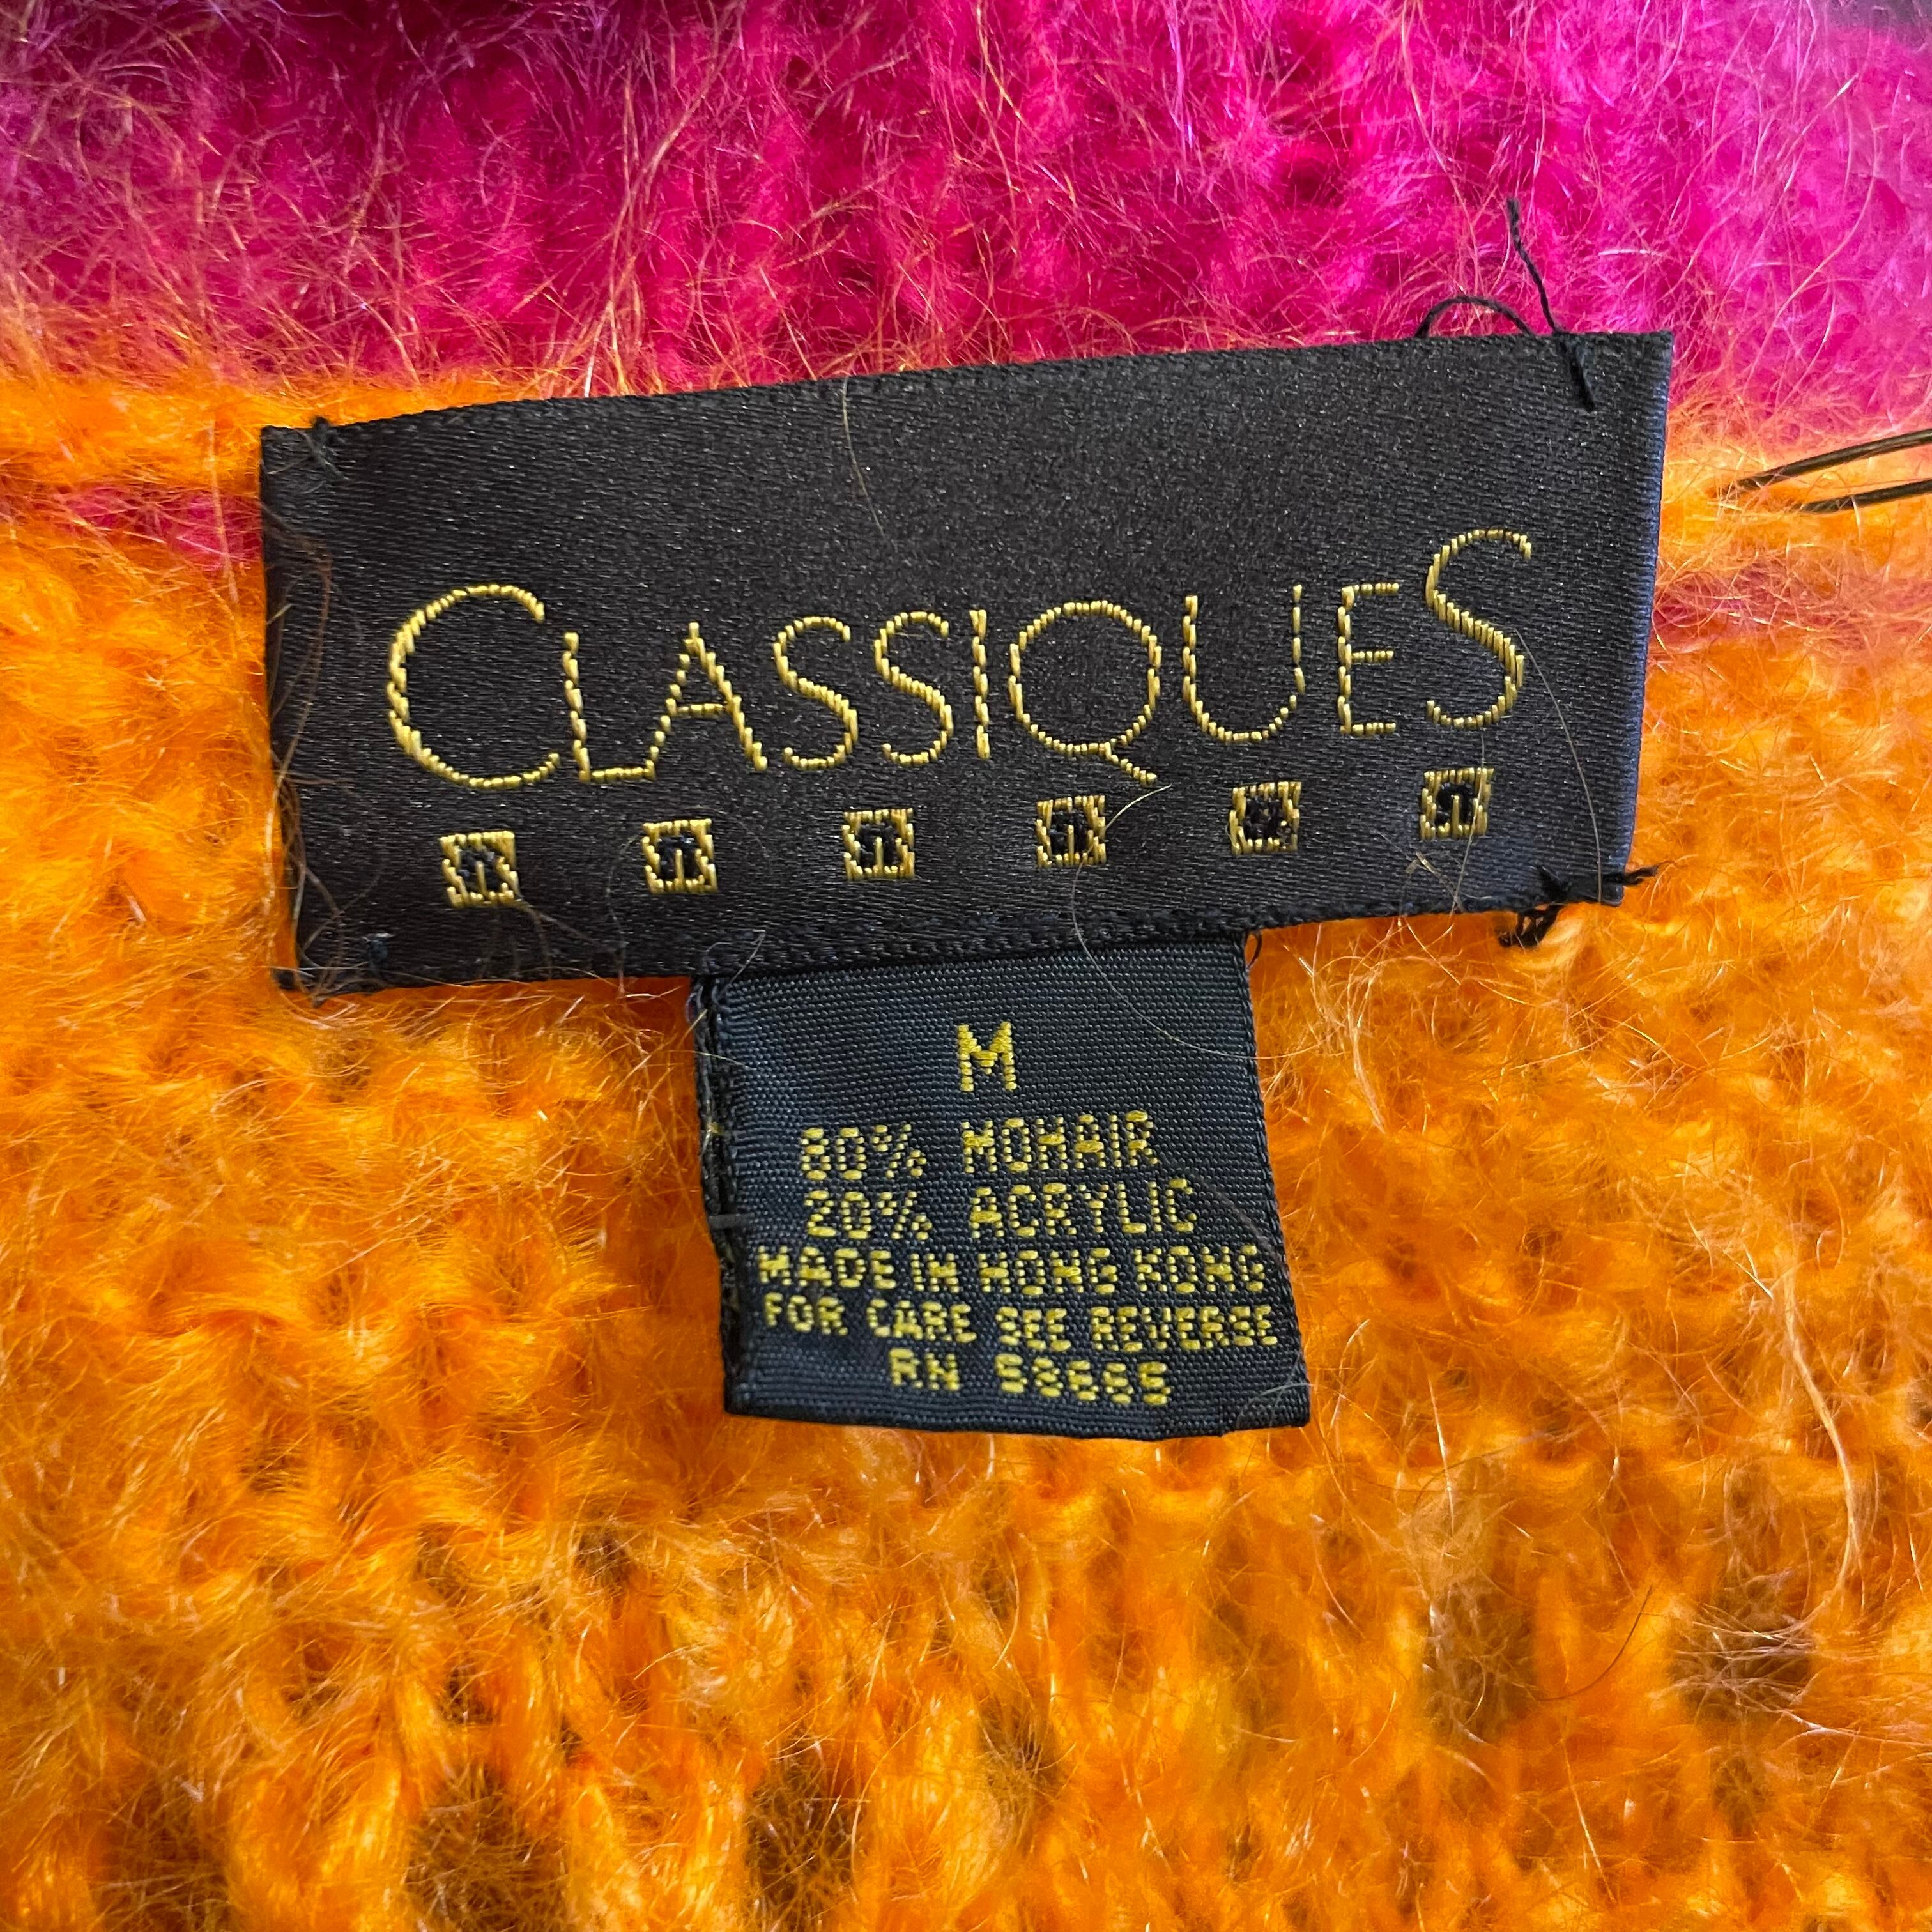 CLASSIQUES
M
80% MOHAIR
20% ACRYLIC
MADE IN HONG KONG
FOR CARE SEE REVERSE
RN 58665